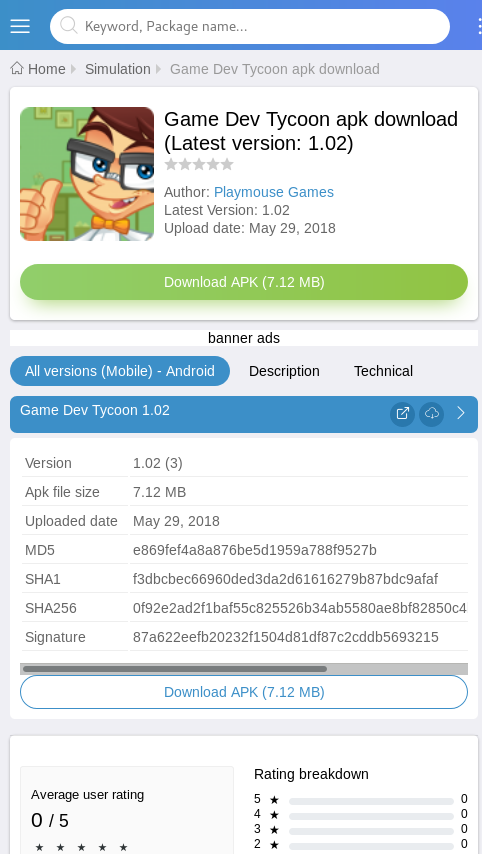 Keyword, Package name...
Home Simulation Game Dev Tycoon apk download
Game Dev Tycoon apk download
(Latest version: 1.02)
Author: Playmouse Games
Latest Version: 1.02
Upload date: May 29, 2018
Download APK (7.12 MB)
banner ads
All versions (Mobile) - Android Description Technical
Game Dev Tycoon 1.02
Version 1.02 (3)
Apk file size 7.12 MB
Uploaded date May 29, 2018
MD5 e869fef4a8a876be5d1959a788f9527b
SHA1 f3dbcbec66960ded3da2d61616279b87bdc9afaf
SHA256 0f92e2ad2f1baf55c825526b34ab5580ae8bf82850c4
Signature 87a622eefb20232f1504d81df87c2cddb5693215
Download APK (7.12 MB)
Average user rating
0 / 5
Rating breakdown
5 ★ 0
4 ★ 0
3 ★ 0
2 ★ 0